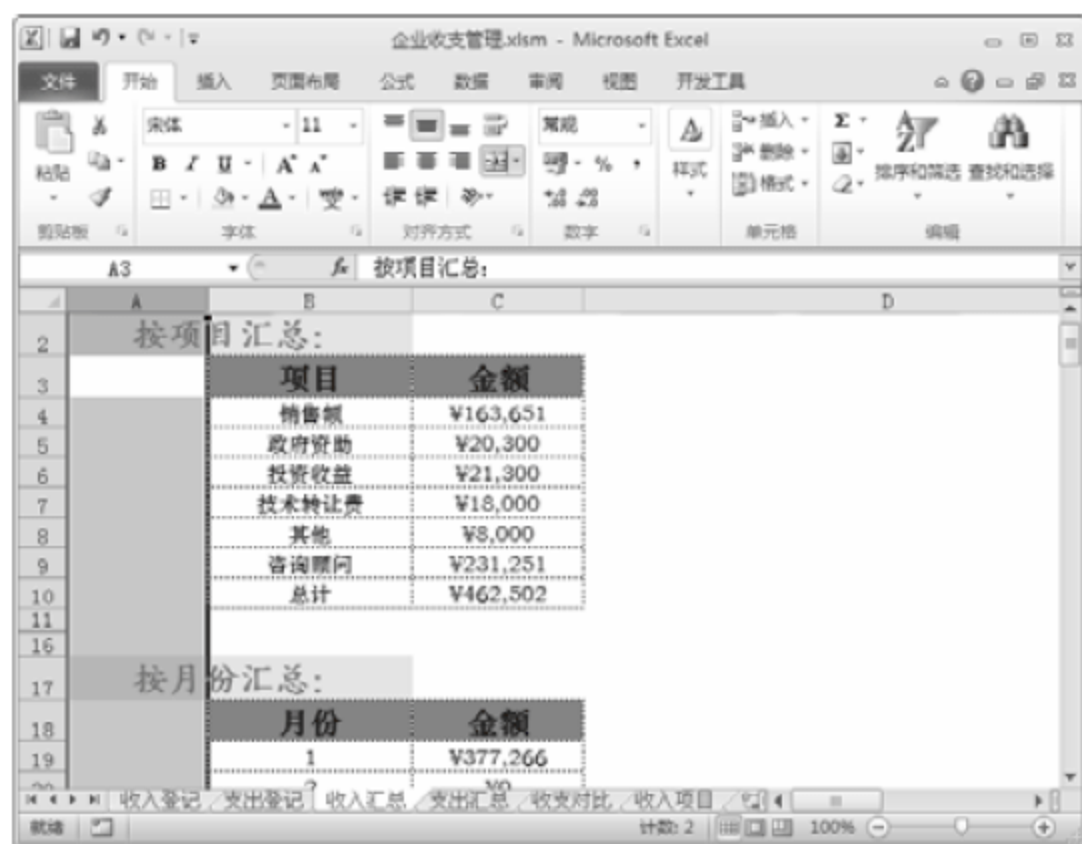 企业收支管理.xlsm - Microsoft Excel
文件 开始 插入 页面布局 公式 数据 审阅 视图 开发工具
宋体 11 常规 插入
粘贴 B I U A A % , 样式 删除 排序和筛选 查找和选择
格式
剪贴板 字体 对齐方式 数字 单元格 编辑
A3 fx 按项目汇总:
A B C D
2 按项目汇总:
3 项目 金额
4 销售额 ¥163,651
5 政府资助 ¥20,300
6 投资收益 ¥21,300
7 技术转让费 ¥18,000
8 其他 ¥8,000
9 咨询顾问 ¥231,251
10 总计 ¥462,502
11
16
17 按月份汇总:
18 月份 金额
19 1 ¥377,266
20 2 ¥0
收入登记 支出登记 收入汇总 支出汇总 收支对比 收入项目
就绪 计数: 2 100%